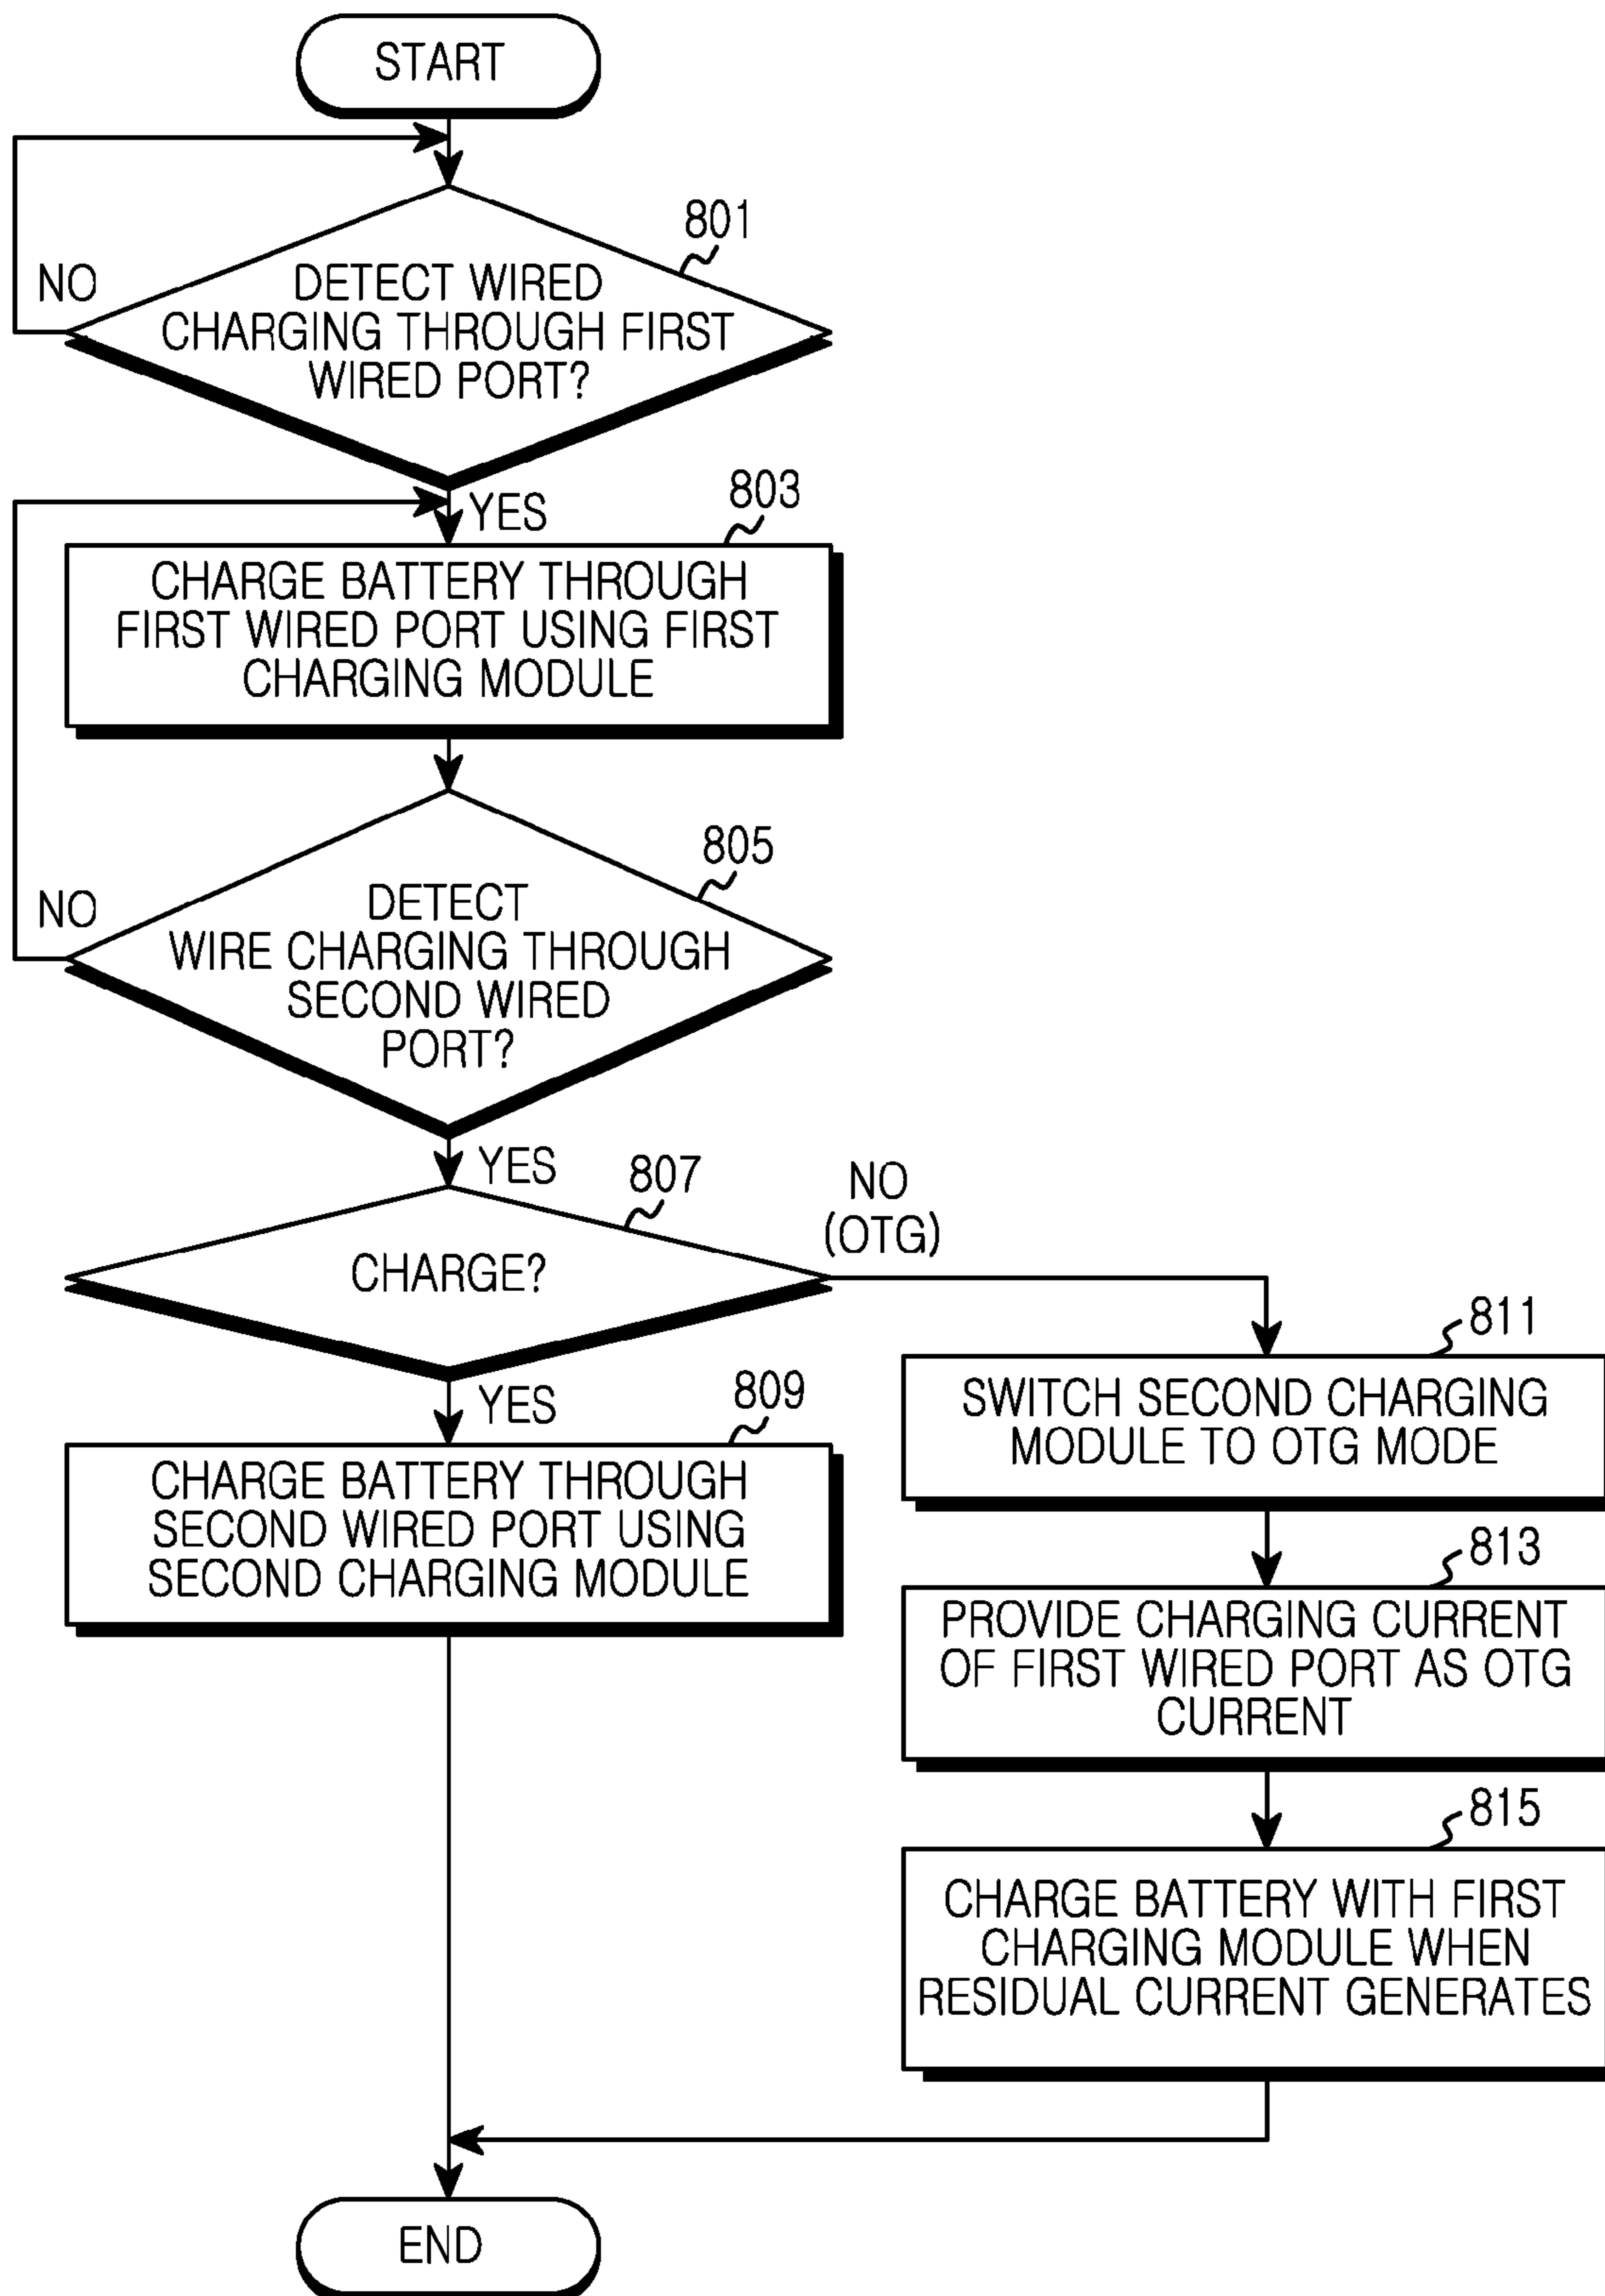 START
801
NO
DETECT WIRED
CHARGING THROUGH FIRST
WIRED PORT?
YES
803
CHARGE BATTERY THROUGH
FIRST WIRED PORT USING FIRST
CHARGING MODULE
805
NO
DETECT
WIRE CHARGING THROUGH
SECOND WIRED
PORT?
YES
807
NO
(OTG)
CHARGE?
YES
809
CHARGE BATTERY THROUGH
SECOND WIRED PORT USING
SECOND CHARGING MODULE
811
SWITCH SECOND CHARGING
MODULE TO OTG MODE
813
PROVIDE CHARGING CURRENT
OF FIRST WIRED PORT AS OTG
CURRENT
815
CHARGE BATTERY WITH FIRST
CHARGING MODULE WHEN
RESIDUAL CURRENT GENERATES
END